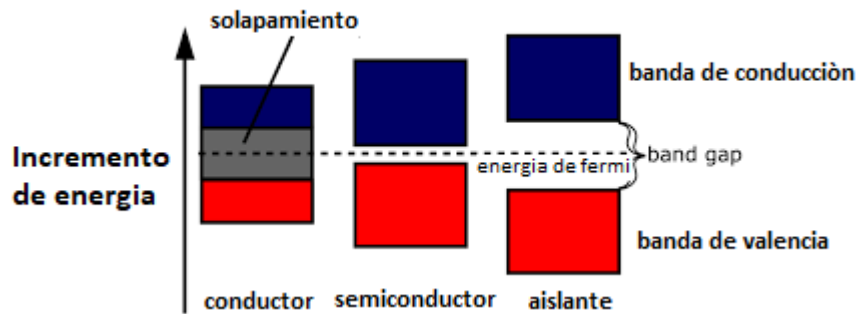 solapamiento
banda de conducciòn
Incremento
de energia
energia de fermi
band gap
banda de valencia
conductor
semiconductor
aislante